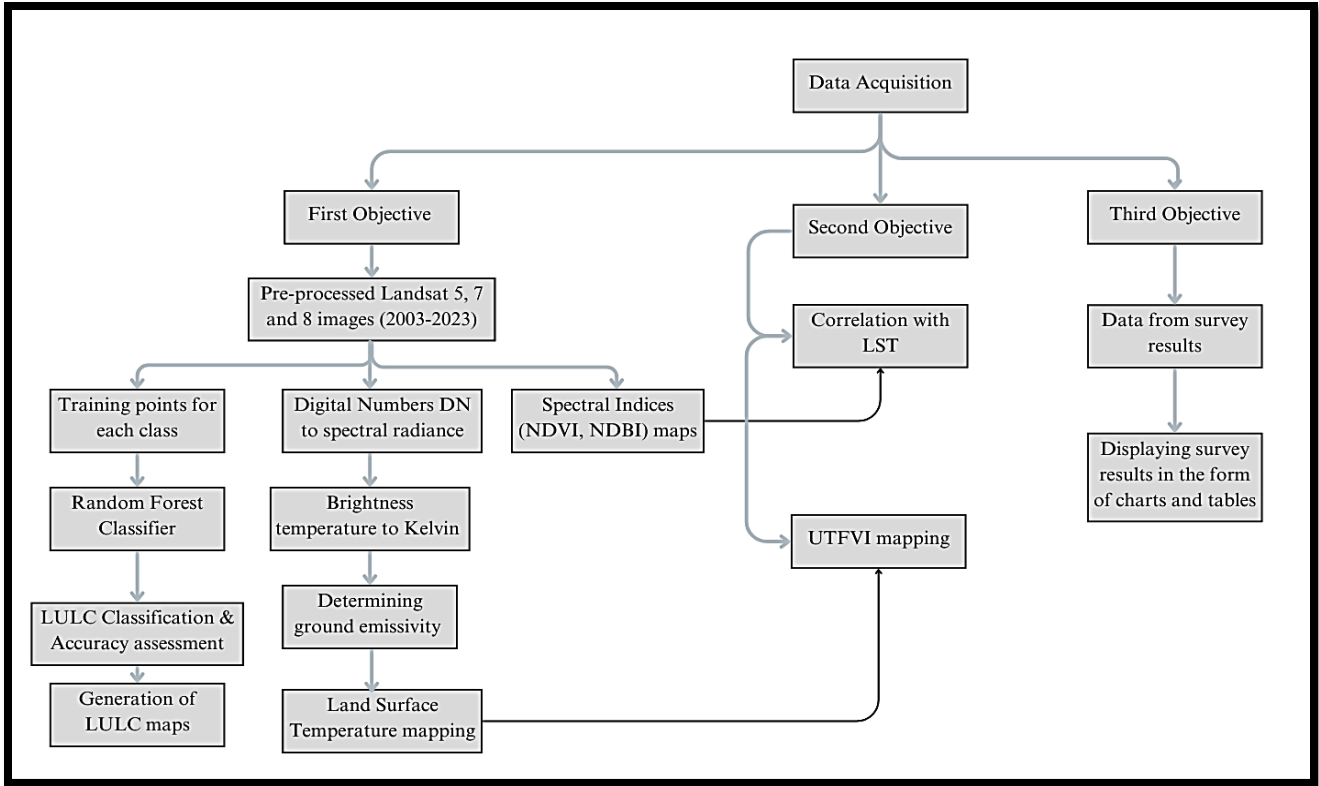 Data Acquisition
First Objective
Second Objective
Third Objective
Pre-processed Landsat 5, 7
and 8 images (2003-2023)
Correlation with
LST
Data from survey
results
Training points for
each class
Digital Numbers DN
to spectral radiance
Spectral Indices
(NDVI, NDBI) maps
Displaying survey
results in the form
of charts and tables
Random Forest
Classifier
Brightness
temperature to Kelvin
UTFVI mapping
Determining
ground emissivity
LULC Classification &
Accuracy assessment
Generation of
LULC maps
Land Surface
Temperature mapping